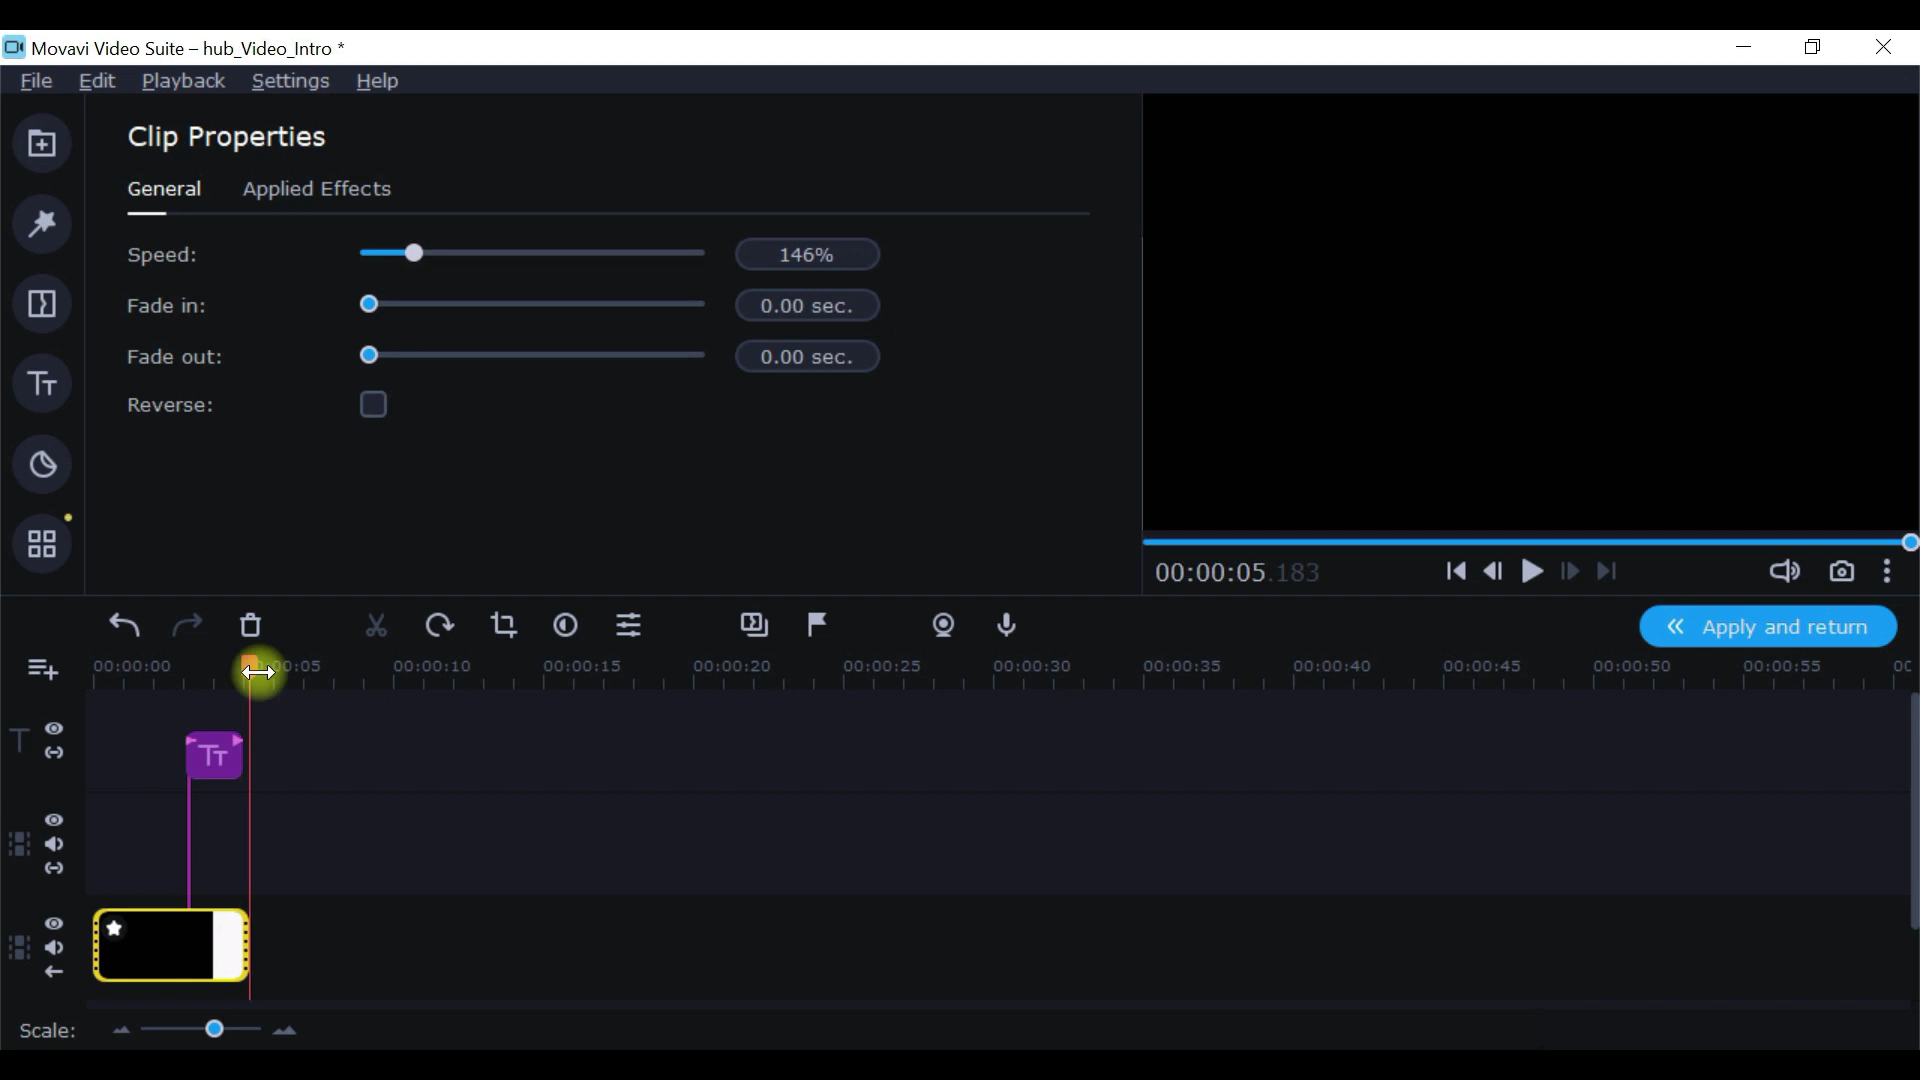 Movavi Video Suite – hub_Video_Intro *
File Edit Playback Settings Help
Clip Properties
General Applied Effects
Speed: 146%
Fade in: 0.00 sec.
Fade out: 0.00 sec.
Reverse:
00:00:05.183
Apply and return
00:00:00 00:05 00:00:10 00:00:15 00:00:20 00:00:25 00:00:30 00:00:35 00:00:40 00:00:45 00:00:50 00:00:55 00
Scale: